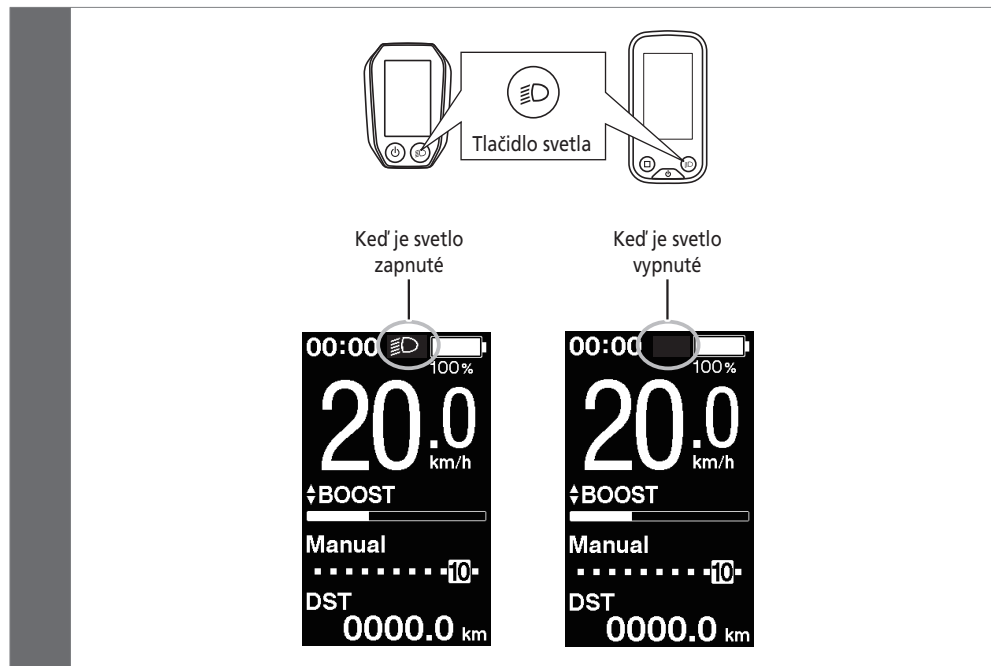 Tlačidlo svetla
Keď je svetlo
zapnuté
Keď je svetlo
vypnuté
00:00
100%
20.0
km/h
BOOST
Manual
10
DST
0000.0 km
00:00
100%
20.0
km/h
BOOST
Manual
10
DST
0000.0 km